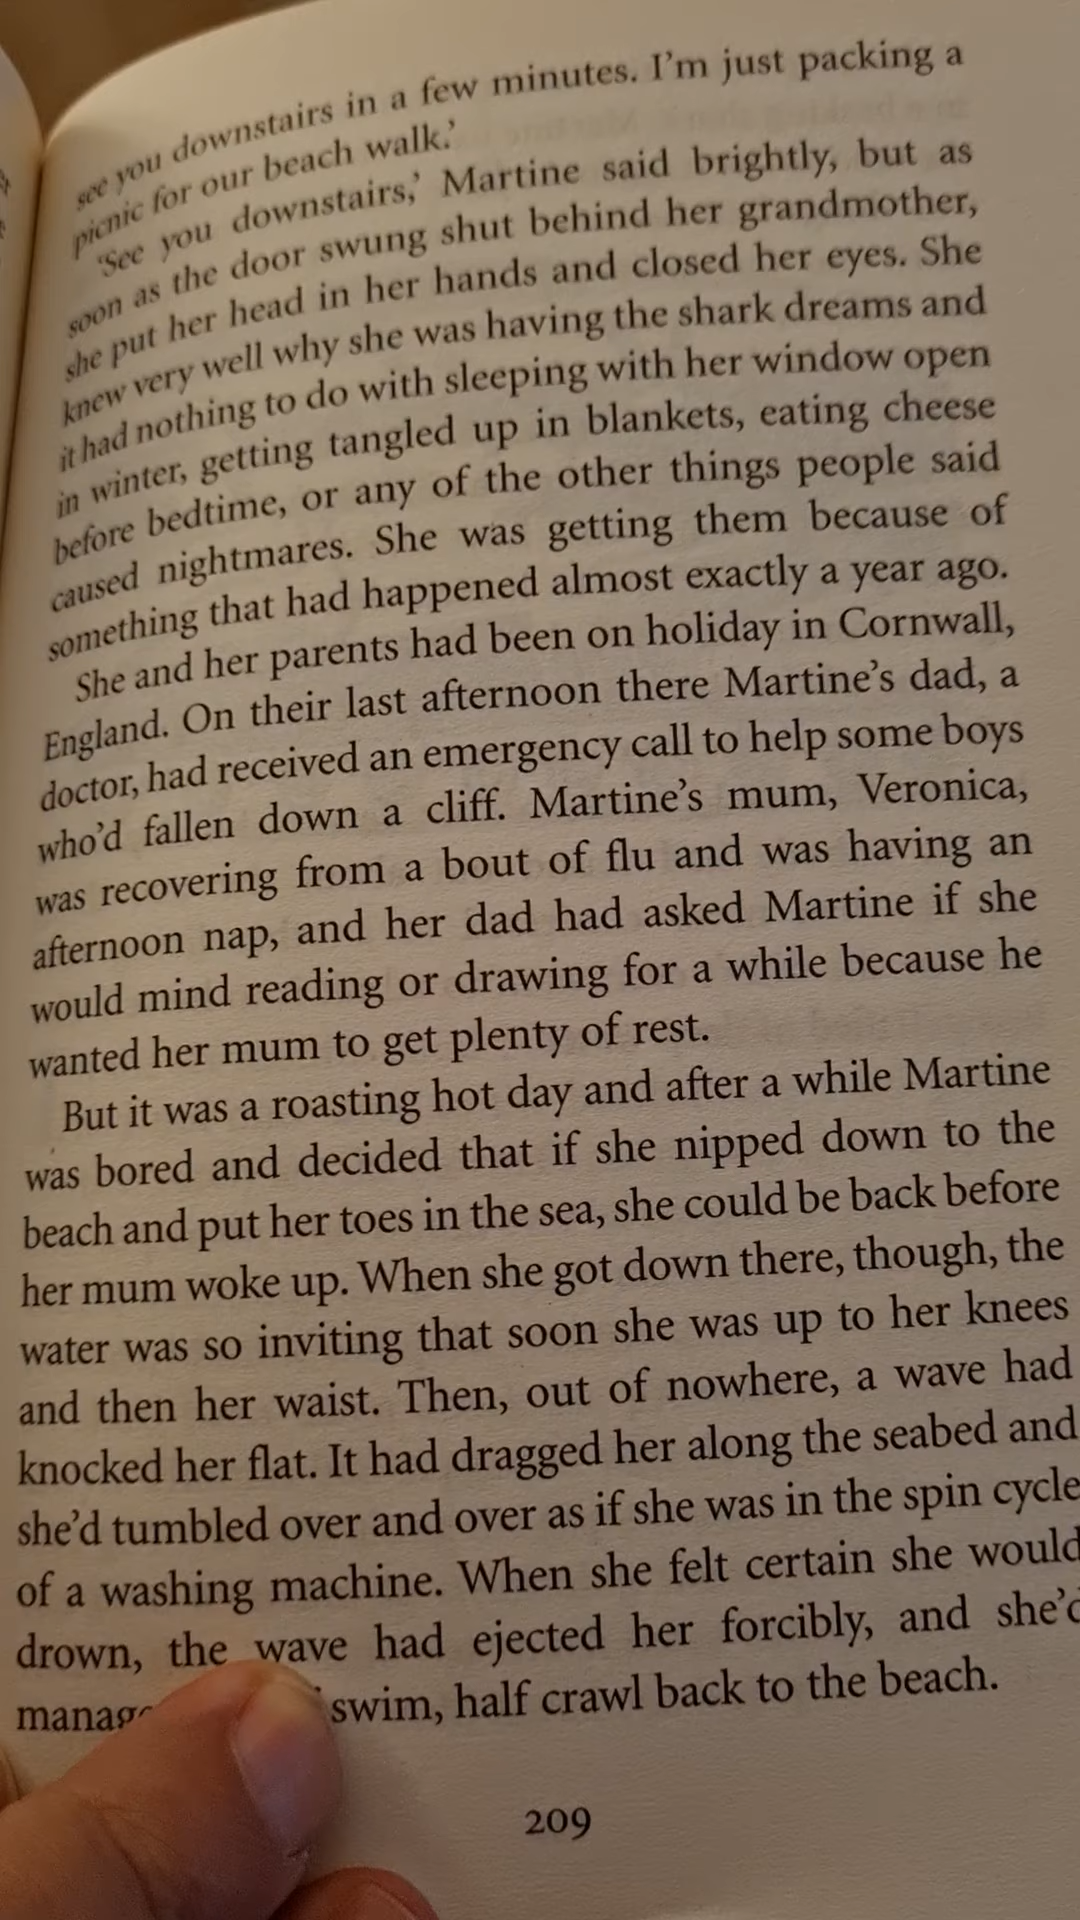 see you downstairs in a few minutes. I'm just packing a
picnic for our beach walk.'
'See you downstairs,' Martine said brightly, but as
soon as the door swung shut behind her grandmother,
she put her head in her hands and closed her eyes. She
knew very well why she was having the shark dreams and
it had nothing to do with sleeping with her window open
in winter, getting tangled up in blankets, eating cheese
before bedtime, or any of the other things people said
caused nightmares. She was getting them because of
something that had happened almost exactly a year ago.
She and her parents had been on holiday in Cornwall,
England. On their last afternoon there Martine's dad, a
doctor, had received an emergency call to help some boys
who'd fallen down a cliff. Martine's mum, Veronica,
was recovering from a bout of flu and was having an
afternoon nap, and her dad had asked Martine if she
would mind reading or drawing for a while because he
wanted her mum to get plenty of rest.
But it was a roasting hot day and after a while Martine
was bored and decided that if she nipped down to the
beach and put her toes in the sea, she could be back before
her mum woke up. When she got down there, though, the
water was so inviting that soon she was up to her knees
and then her waist. Then, out of nowhere, a wave had
knocked her flat. It had dragged her along the seabed and
she'd tumbled over and over as if she was in the spin cycle
of a washing machine. When she felt certain she would
drown, the wave had ejected her forcibly, and she'd
swim, half crawl back to the beach.
209